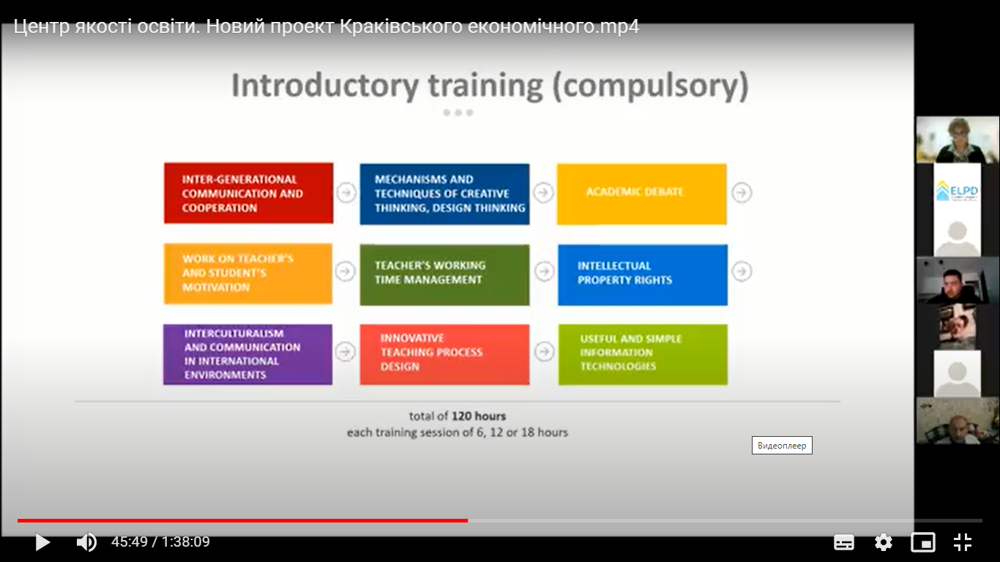 Центр якості освіти. Новий проект Краківського економічного.mp4
Introductory training (compulsory)
INTER-GENERATIONAL
COMMUNICATION AND
COOPERATION
MECHANISMS AND
TECHNIQUES OF CREATIVE
THINKING, DESIGN THINKING
ACADEMIC DEBATE
WORK ON TEACHER'S
AND STUDENT'S
MOTIVATION
TEACHER'S WORKING
TIME MANAGEMENT
INTELLECTUAL
PROPERTY RIGHTS
INTERCULTURALISM
AND COMMUNICATION
IN INTERNATIONAL
ENVIRONMENTS
INNOVATIVE
TEACHING PROCESS
DESIGN
USEFUL AND SIMPLE
INFORMATION
TECHNOLOGIES
total of 120 hours
each training session of 6, 12 or 18 hours
ELPD
Видеоплеер
45:49 / 1:38:09